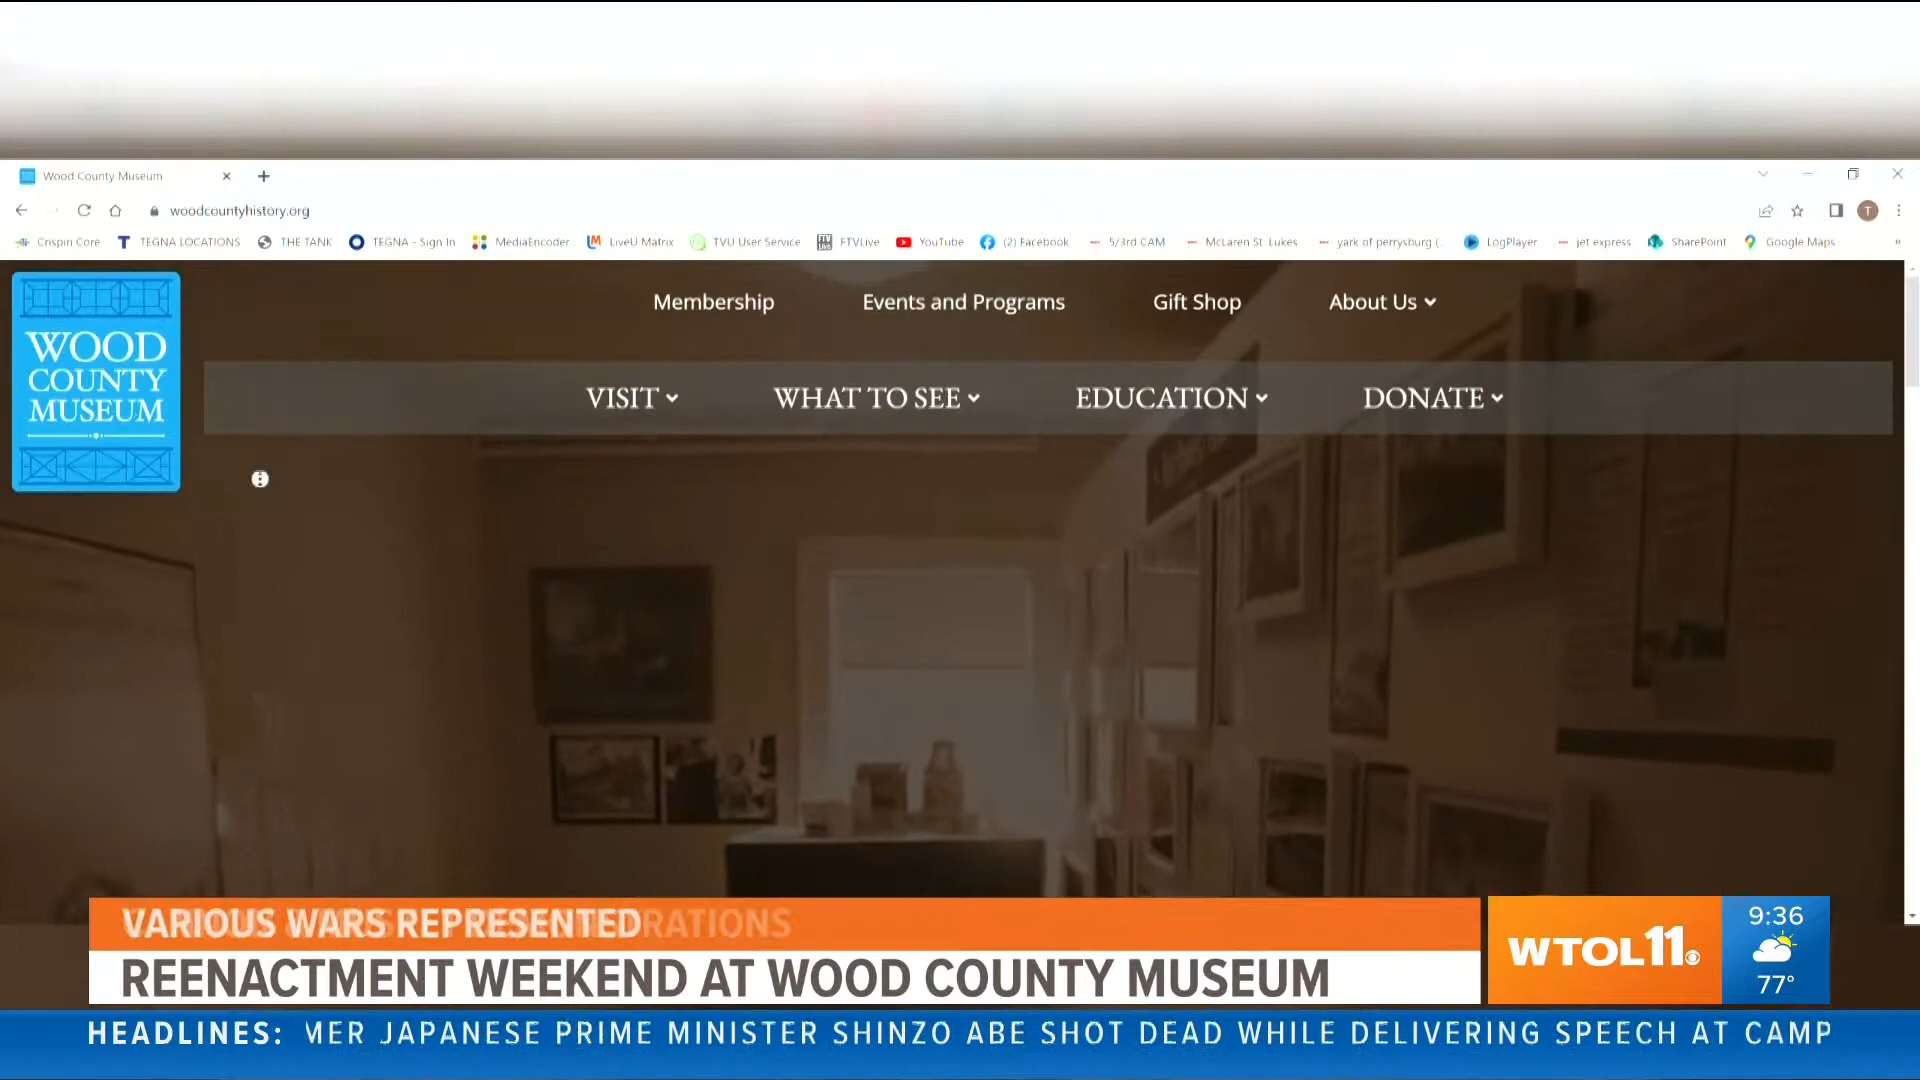 Wood County Museum
woodcountyhistory.org
Crispin Core TEGNA LOCATIONS THE TANK TEGNA - Sign In MediaEncoder LiveU Matrix TVU User Service FTVLive YouTube (2) Facebook 5/3rd CAM McLaren St. Lukes yark of perrysburg ( LogPlayer jet express SharePoint Google Maps »
T
Membership Events and Programs Gift Shop About Us
WOOD
COUNTY
MUSEUM
VISIT WHAT TO SEE EDUCATION DONATE
VARIOUS WARS REPRESENTED
REENACTMENT WEEKEND AT WOOD COUNTY MUSEUM
WTOL11
9:36
77°
HEADLINES: MER JAPANESE PRIME MINISTER SHINZO ABE SHOT DEAD WHILE DELIVERING SPEECH AT CAMP